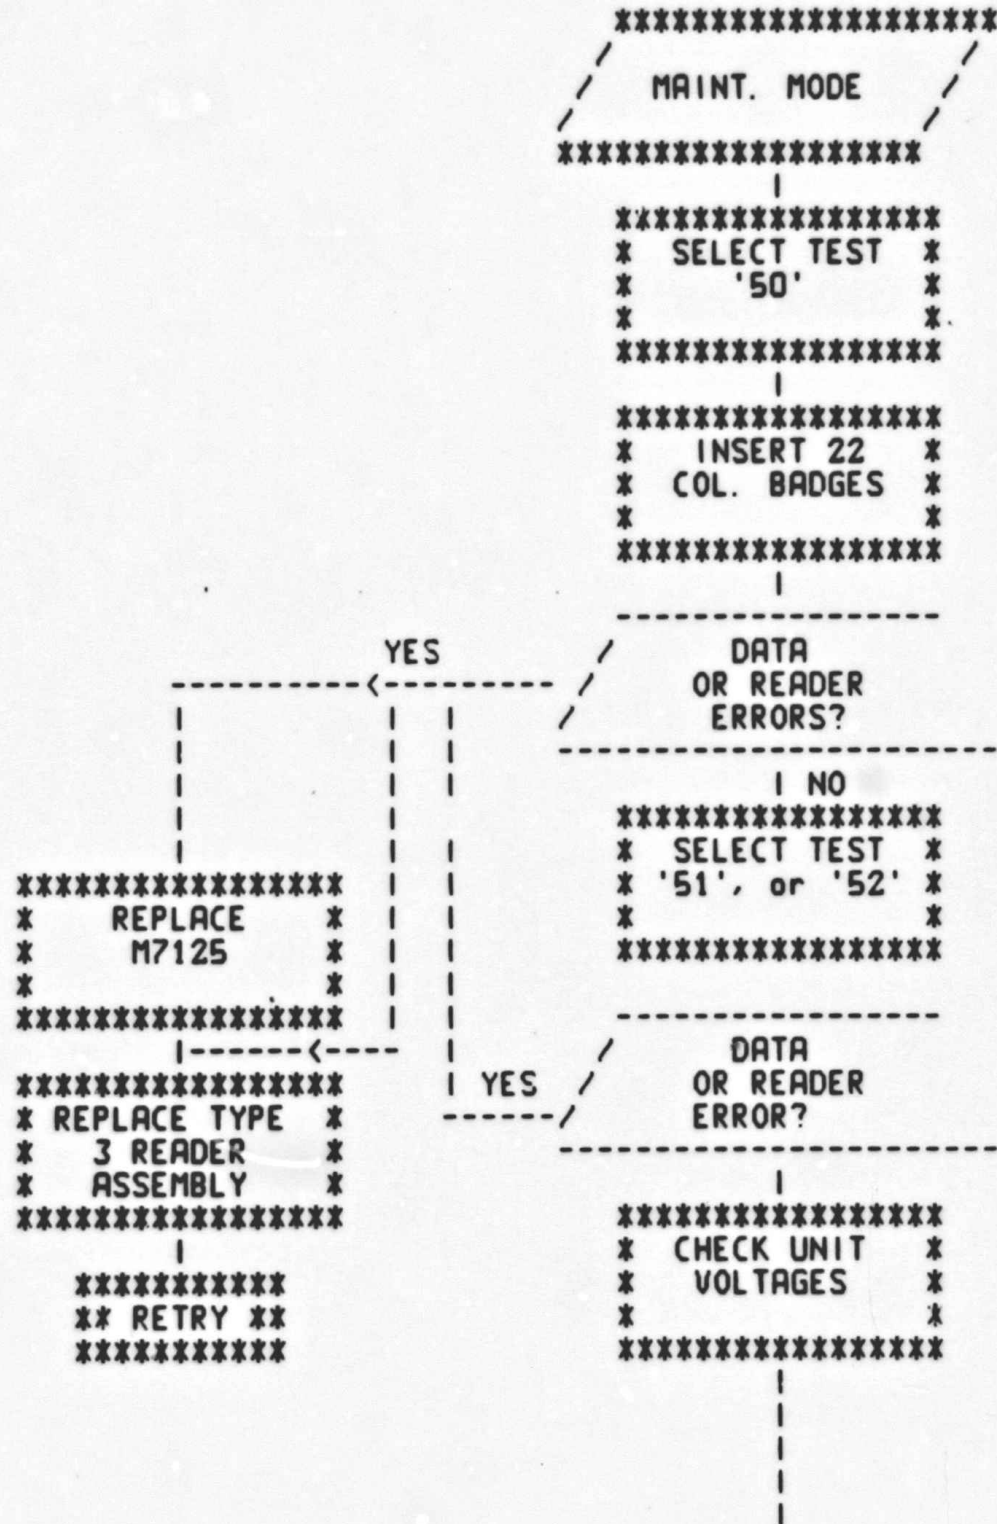 MAINT. MODE
SELECT TEST
'50'
INSERT 22
COL. BADGES
YES
DATA
OR READER
ERRORS?
NO
SELECT TEST
'51', or '52'
REPLACE
M7125
DATA
OR READER
ERROR?
YES
REPLACE TYPE
3 READER
ASSEMBLY
CHECK UNIT
VOLTAGES
** RETRY **